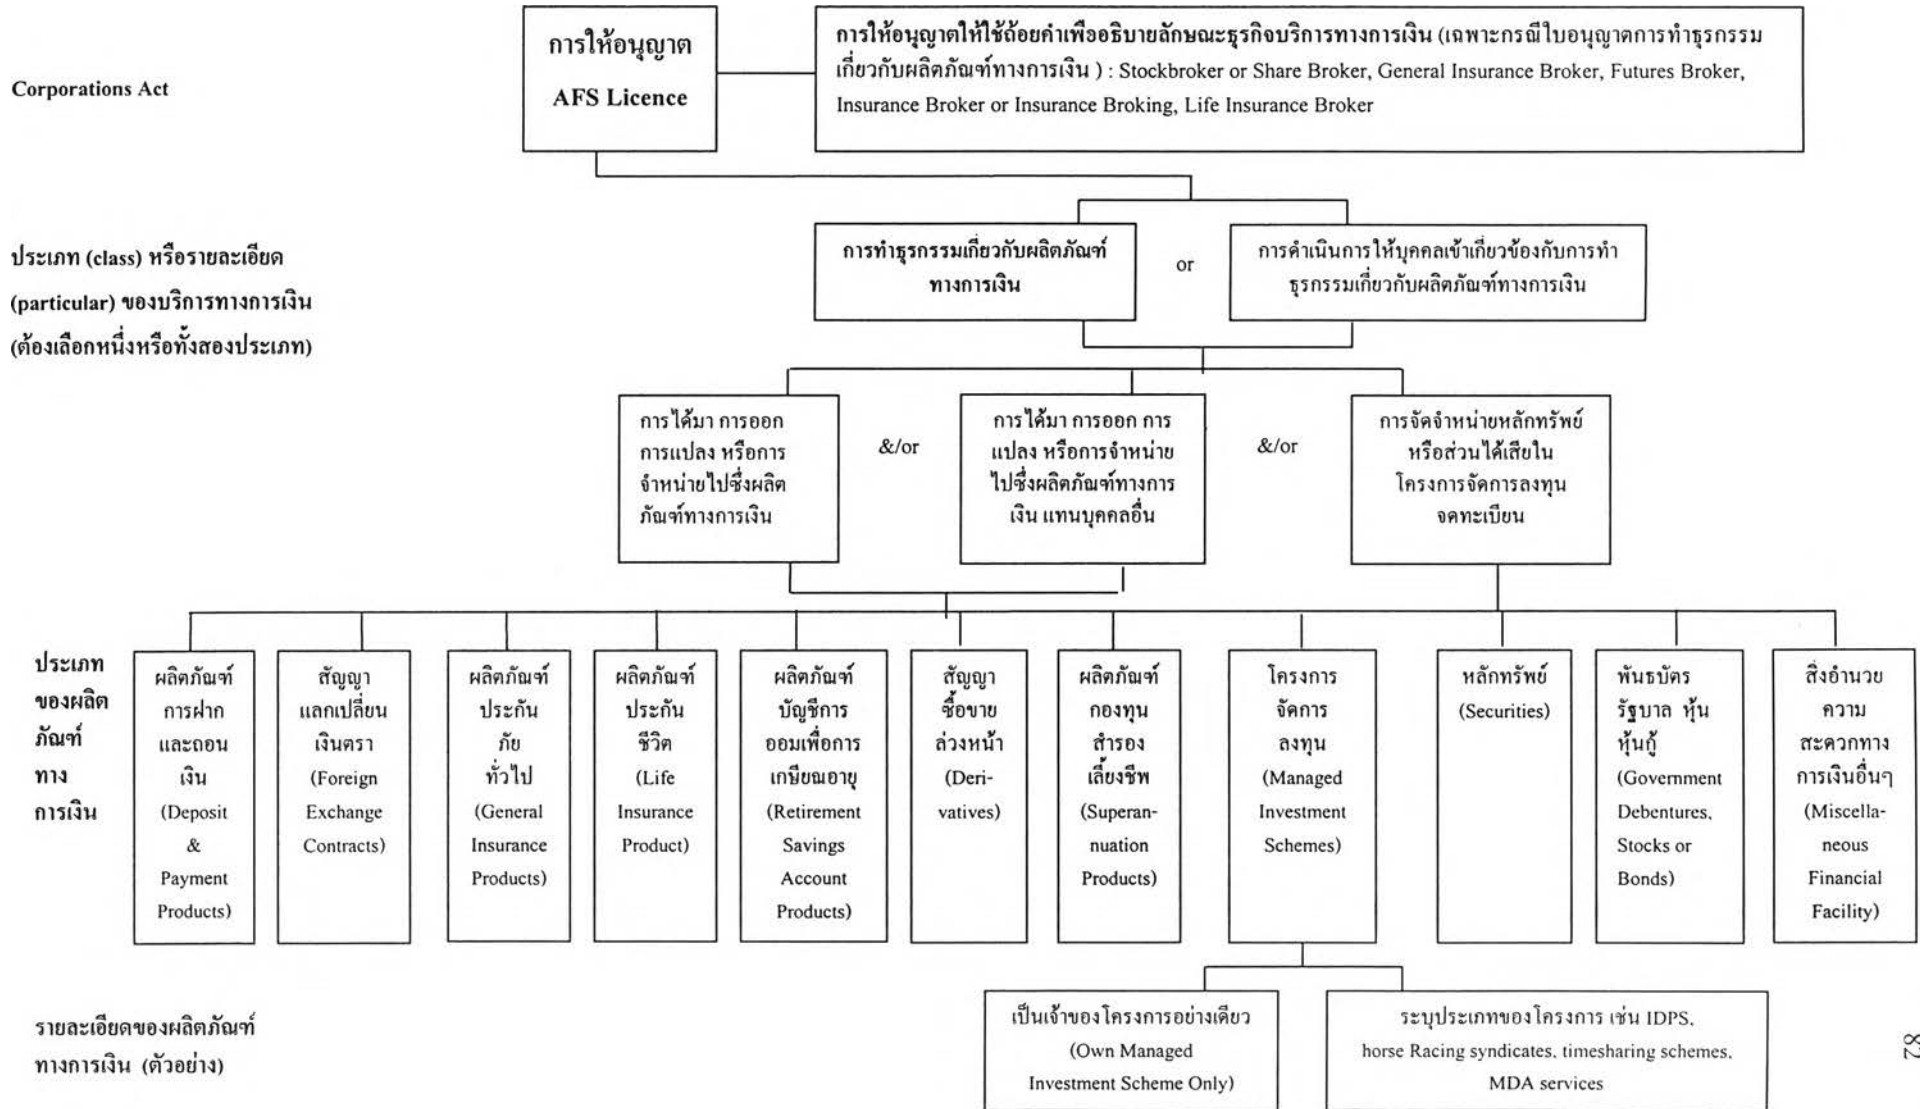 Corporations Act
การให้อนุญาต
AFS Licence
การให้อนุญาตให้ใช้ถ้อยคำเพื่ออธิบายลักษณะธุรกิจบริการทางการเงิน (เฉพาะกรณีใบอนุญาตการทำธุรกรรม
เกี่ยวกับผลิตภัณฑ์ทางการเงิน ) : Stockbroker or Share Broker, General Insurance Broker, Futures Broker,
Insurance Broker or Insurance Broking, Life Insurance Broker
ประเภท (class) หรือรายละเอียด
(particular) ของบริการทางการเงิน
(ต้องเลือกหนึ่งหรือทั้งสองประเภท)
การทำธุรกรรมเกี่ยวกับผลิตภัณฑ์
ทางการเงิน
or
การดำเนินการให้บุคคลเข้าเกี่ยวข้องกับการทำ
ธุรกรรมเกี่ยวกับผลิตภัณฑ์ทางการเงิน
การได้มา การออก
การแปลง หรือการ
จำหน่ายไปซึ่งผลิต
ภัณฑ์ทางการเงิน
&/or
การได้มา การออก การ
แปลง หรือการจำหน่าย
ไปซึ่งผลิตภัณฑ์ทางการ
เงิน แทนบุคคลอื่น
&/or
การจัดจำหน่ายหลักทรัพย์
หรือส่วนได้เสียใน
โครงการจัดการลงทุน
จดทะเบียน
ประเภท
ของผลิต
ภัณฑ์
ทาง
การเงิน
ผลิตภัณฑ์
การฝาก
และถอน
เงิน
(Deposit
&
Payment
Products)
สัญญา
แลกเปลี่ยน
เงินตรา
(Foreign
Exchange
Contracts)
ผลิตภัณฑ์
ประกัน
ภัย
ทั่วไป
(General
Insurance
Products)
ผลิตภัณฑ์
ประกัน
ชีวิต
(Life
Insurance
Product)
ผลิตภัณฑ์
บัญชีการ
ออมเพื่อการ
เกษียณอายุ
(Retirement
Savings
Account
Products)
สัญญา
ซื้อขาย
ล่วงหน้า
(Deri-
vatives)
ผลิตภัณฑ์
กองทุน
สำรอง
เลี้ยงชีพ
(Superan-
nuation
Products)
โครงการ
จัดการ
ลงทุน
(Managed
Investment
Schemes)
หลักทรัพย์
(Securities)
พันธบัตร
รัฐบาล หุ้น
หุ้นกู้
(Government
Debentures,
Stocks or
Bonds)
สิ่งอำนวย
ความ
สะดวกทาง
การเงินอื่นๆ
(Miscella-
neous
Financial
Facility)
รายละเอียดของผลิตภัณฑ์
ทางการเงิน (ตัวอย่าง)
เป็นเจ้าของโครงการอย่างเดียว
(Own Managed
Investment Scheme Only)
ระบุประเภทของโครงการ เช่น IDPS,
horse Racing syndicates, timesharing schemes,
MDA services
82